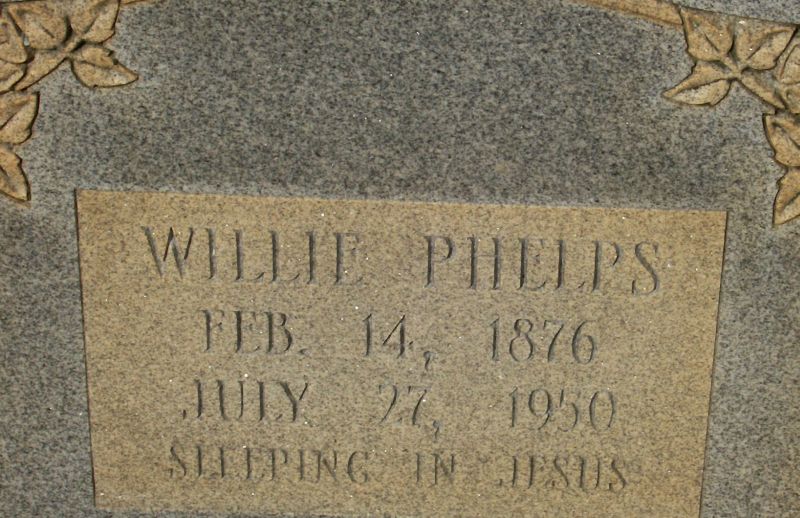 WILLIE PHELPS
FEB. 14, 1876
JULY 27, 1950
SLEEPING IN JESUS